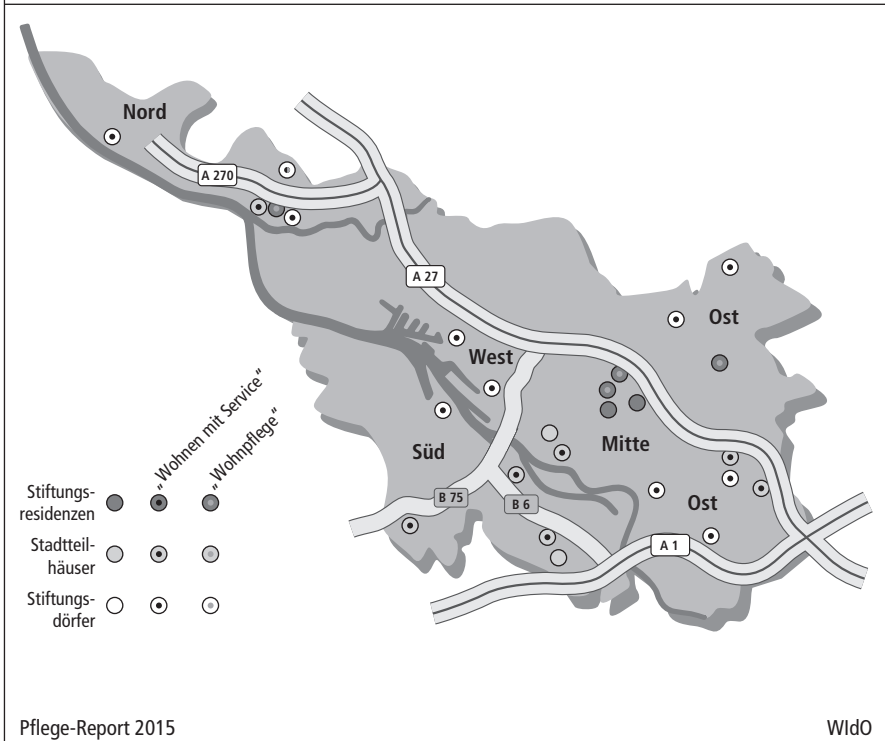 Nord
A 270
A 27
Ost
West
Süd
Mitte
Ost
B 75
B 6
A 1
„Wohnen mit Service“
„Wohnpflege“
Stiftungs-
residenzen
Stadtteil-
häuser
Stiftungs-
dörfer
Pflege-Report 2015
WIdO